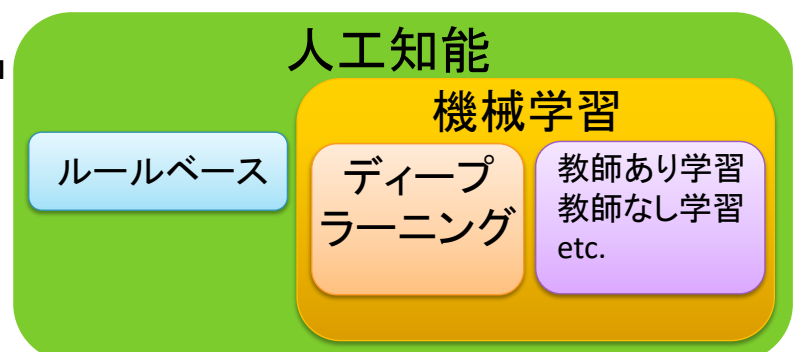 人工知能
機械学習
ルールベース
ディープ
ラーニング
教師あり学習
教師なし学習
etc.